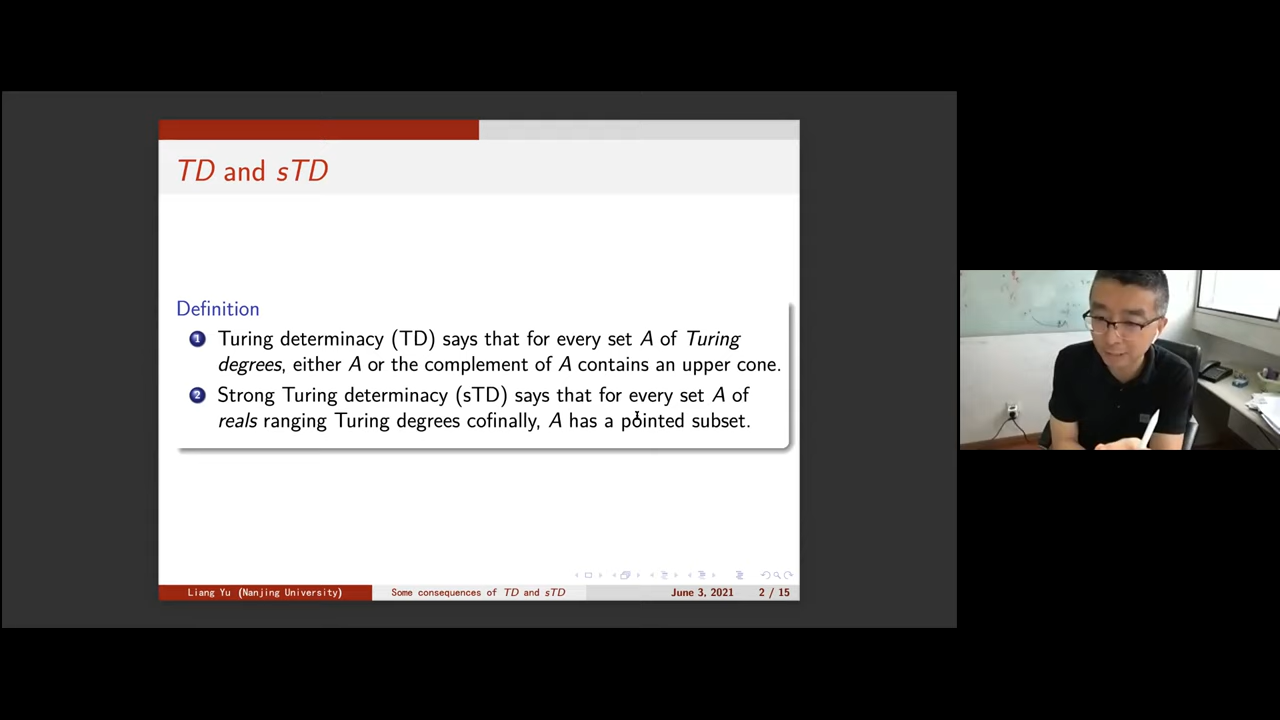 TD and sTD
Definition
1 Turing determinacy (TD) says that for every set A of Turing
degrees, either A or the complement of A contains an upper cone.
2 Strong Turing determinacy (sTD) says that for every set A of
reals ranging Turing degrees cofinally, A has a pointed subset.
Liang Yu (Nanjing University) Some consequences of TD and sTD June 3, 2021 2 / 15